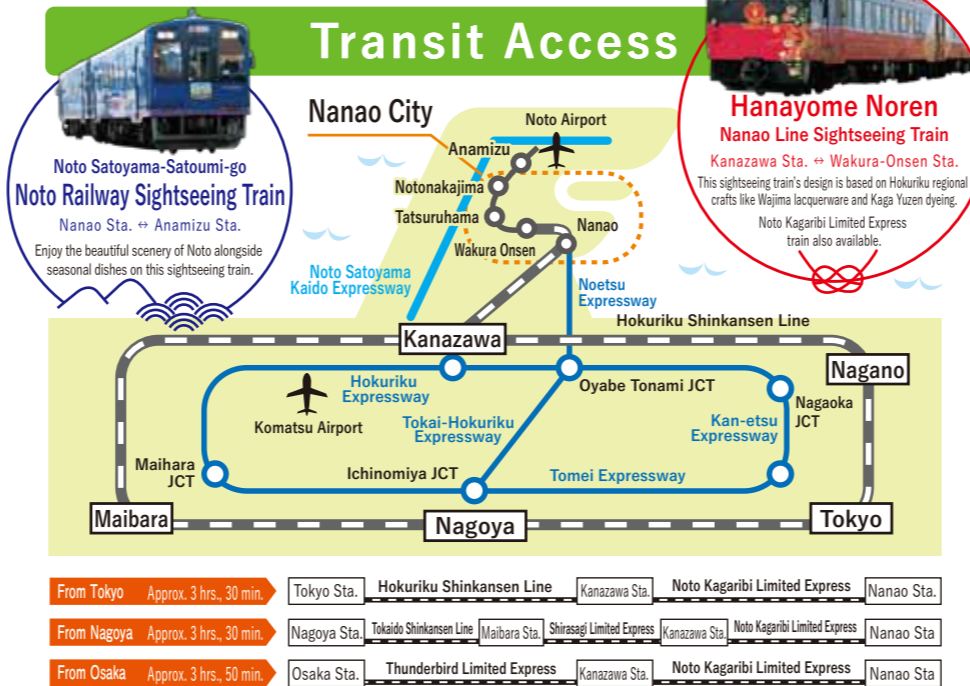 Transit Access
Noto Satoyama-Satoumi-go
Noto Railway Sightseeing Train
Nanao Sta. ↔ Anamizu Sta.
Enjoy the beautiful scenery of Noto alongside
seasonal dishes on this sightseeing train.
Hanayome Noren
Nanao Line Sightseeing Train
Kanazawa Sta. ↔ Wakura-Onsen Sta.
This sightseeing train's design is based on Hokuriku regional
crafts like Wajima lacquerware and Kaga Yuzen dyeing.
Noto Kagaribi Limited Express
train also available.
Nanao City
Noto Airport
Anamizu
Notonakajima
Tatsuruhama
Nanao
Wakura Onsen
Noto Satoyama
Kaido Expressway
Noetsu
Expressway
Hokuriku Shinkansen Line
Kanazawa
Nagano
Hokuriku
Expressway
Oyabe Tonami JCT
Nagaoka
JCT
Komatsu Airport
Tokai-Hokuriku
Expressway
Kan-etsu
Expressway
Maihara
JCT
Ichinomiya JCT
Tomei Expressway
Maibara
Nagoya
Tokyo
From Tokyo Approx. 3 hrs., 30 min. Tokyo Sta. Hokuriku Shinkansen Line Kanazawa Sta. Noto Kagaribi Limited Express Nanao Sta.
From Nagoya Approx. 3 hrs., 30 min. Nagoya Sta. Tokaido Shinkansen Line Maibara Sta. Shirasagi Limited Express Kanazawa Sta. Noto Kagaribi Limited Express Nanao Sta
From Osaka Approx. 3 hrs., 50 min. Osaka Sta. Thunderbird Limited Express Kanazawa Sta. Noto Kagaribi Limited Express Nanao Sta